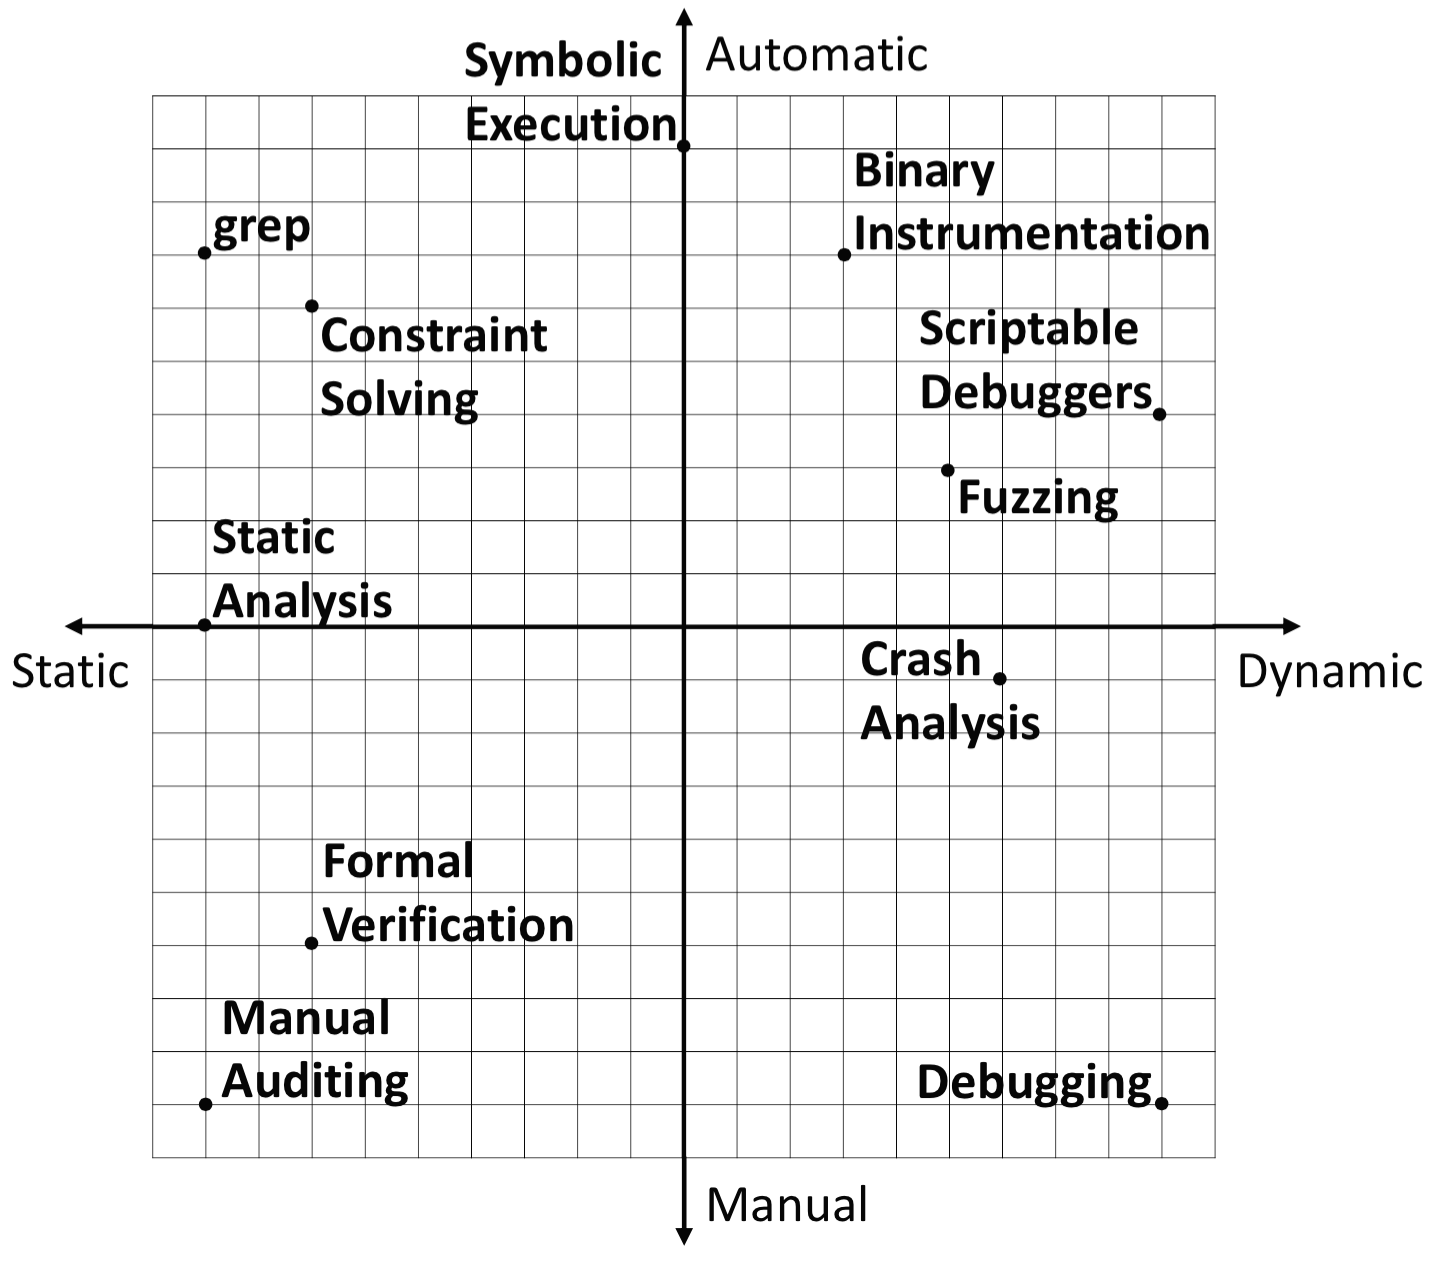 Symbolic
Execution
Automatic
Binary
Instrumentation
grep
Constraint
Solving
Scriptable
Debuggers
Fuzzing
Static
Analysis
Static
Dynamic
Crash
Analysis
Formal
Verification
Manual
Auditing
Debugging
Manual